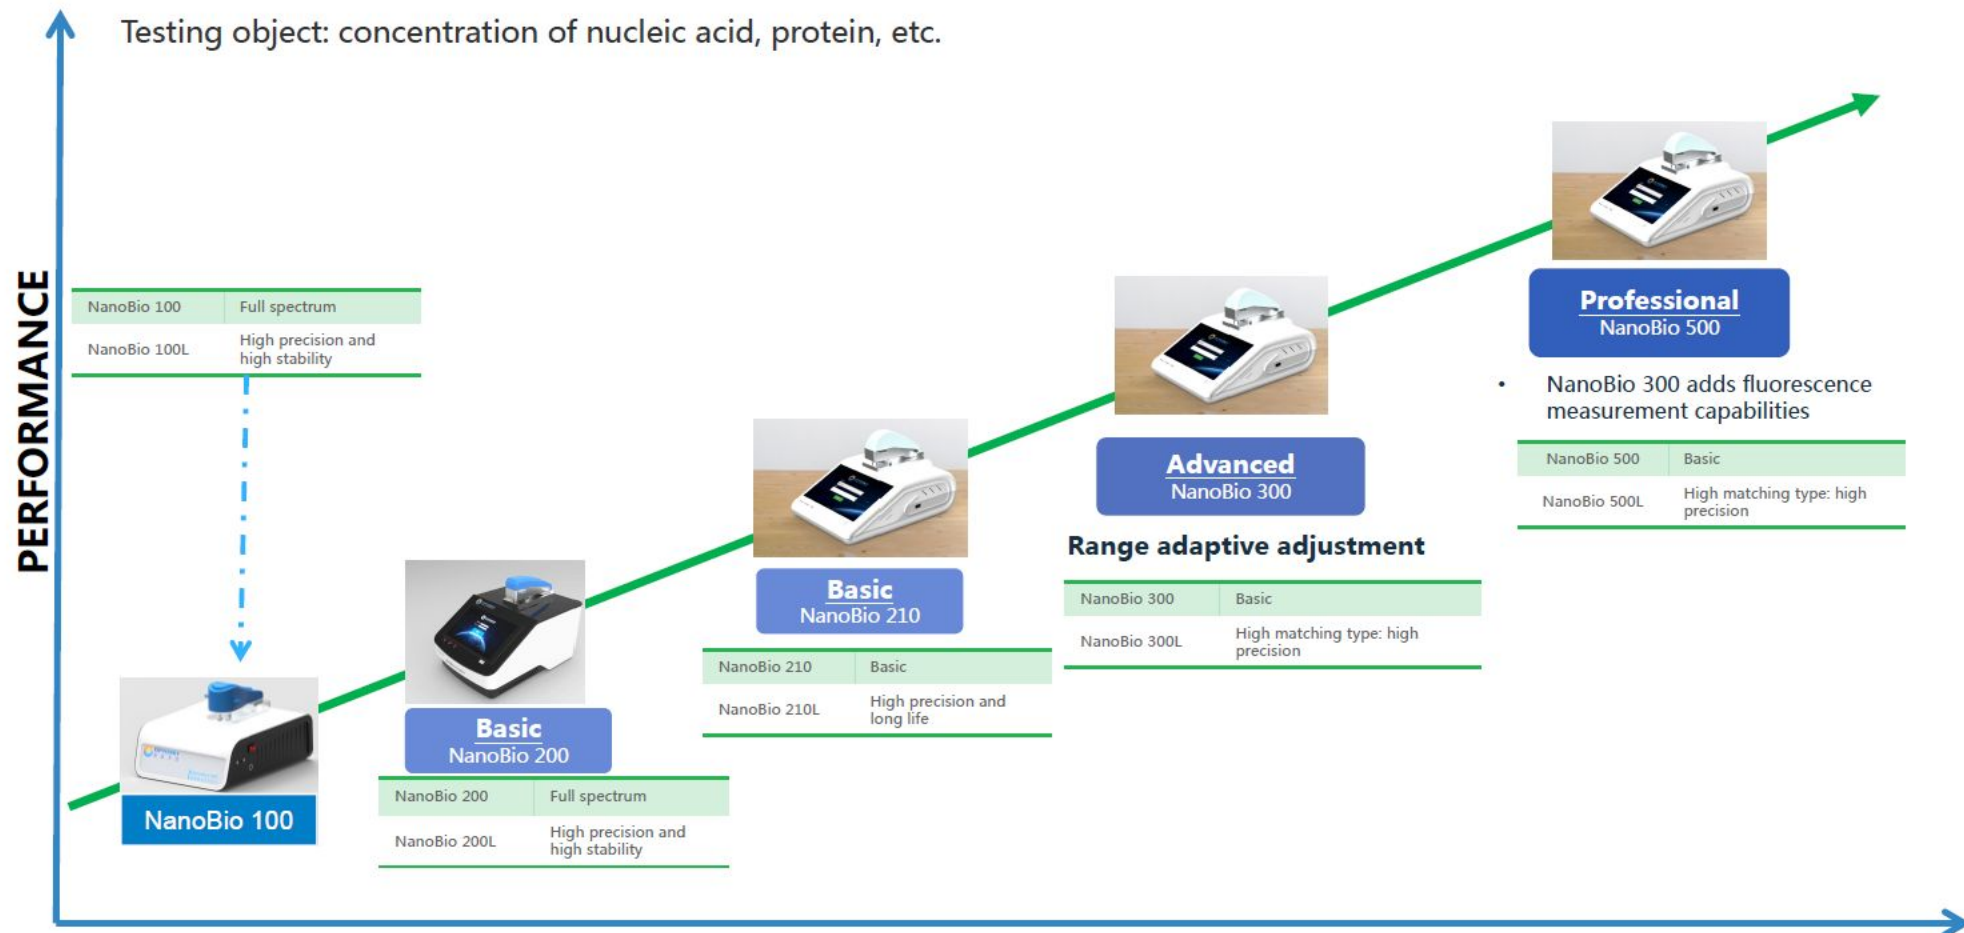 Testing object: concentration of nucleic acid, protein, etc.
PERFORMANCE
NanoBio 100 Full spectrum
NanoBio 100L High precision and
high stability
NanoBio 100
Basic
NanoBio 200
NanoBio 200 Full spectrum
NanoBio 200L High precision and
high stability
Basic
NanoBio 210
NanoBio 210 Basic
NanoBio 210L High precision and
long life
Advanced
NanoBio 300
Range adaptive adjustment
NanoBio 300 Basic
NanoBio 300L High matching type: high
precision
Professional
NanoBio 500
• NanoBio 300 adds fluorescence
measurement capabilities
NanoBio 500 Basic
NanoBio 500L High matching type: high
precision